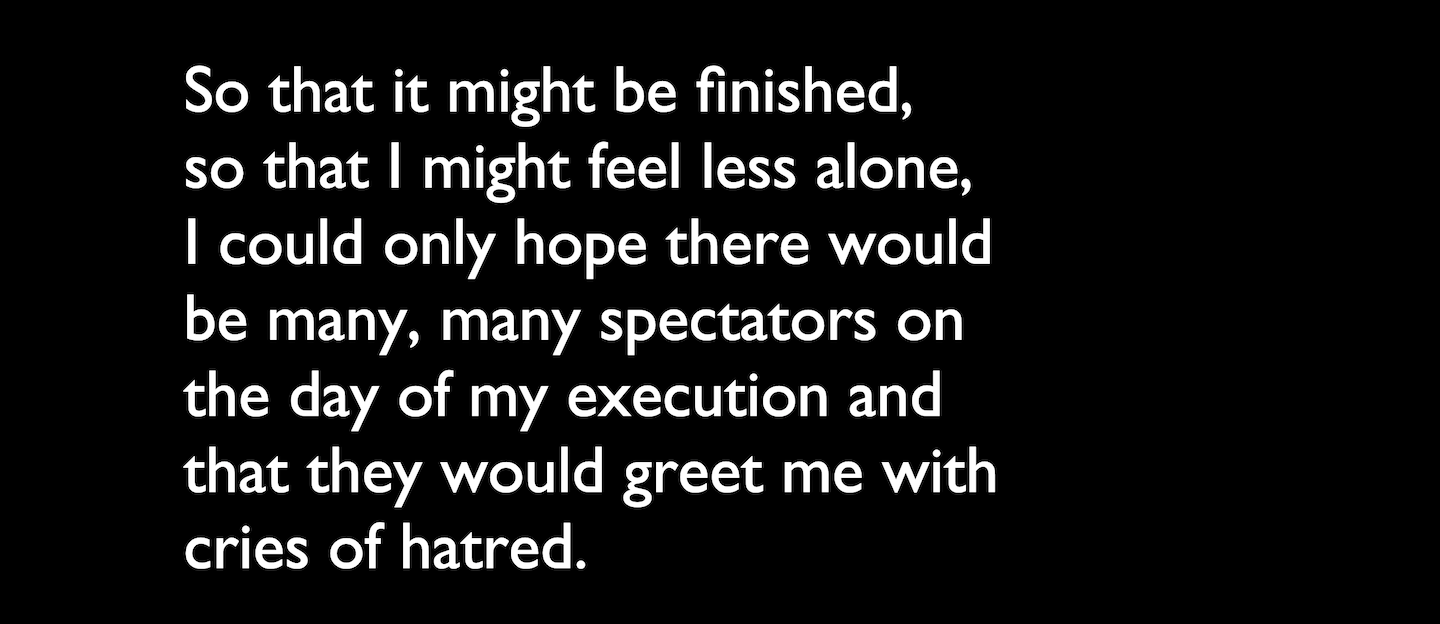 So that it might be finished,
so that I might feel less alone,
I could only hope there would
be many, many spectators on
the day of my execution and
that they would greet me with
cries of hatred.